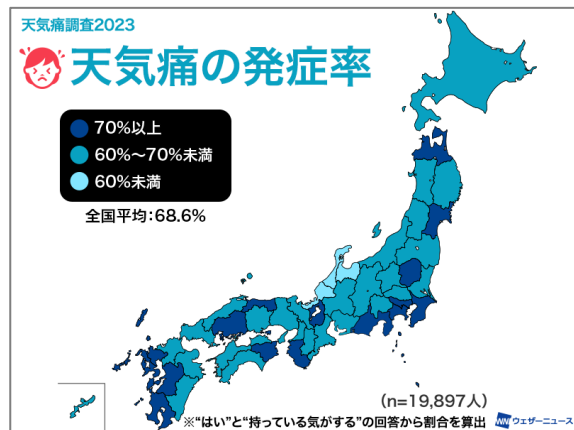 天気痛調査2023
天気痛の発症率
70%以上
60%〜70%未満
60%未満
全国平均：68.6%
（n=19,897人）
※“はい”と“持っている気がする”の回答から割合を算出
WN ウェザーニュース